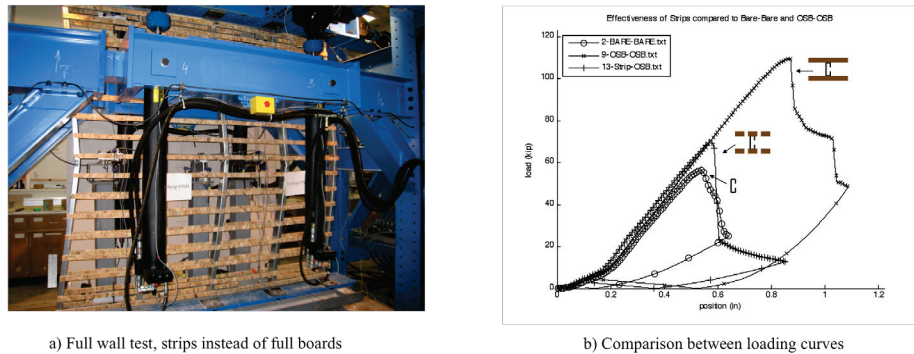 Strip-OSB
Effectiveness of Strips compared to Bare-Bare and OSB-OSB
2-BARE-BARE.txt
9-OSB-OSB.txt
13-Strip-OSB.txt
load (kip)
120
100
80
60
40
20
0
0
0.2
0.4
0.6
0.8
1
1.2
position (in)
a) Full wall test, strips instead of full boards
b) Comparison between loading curves